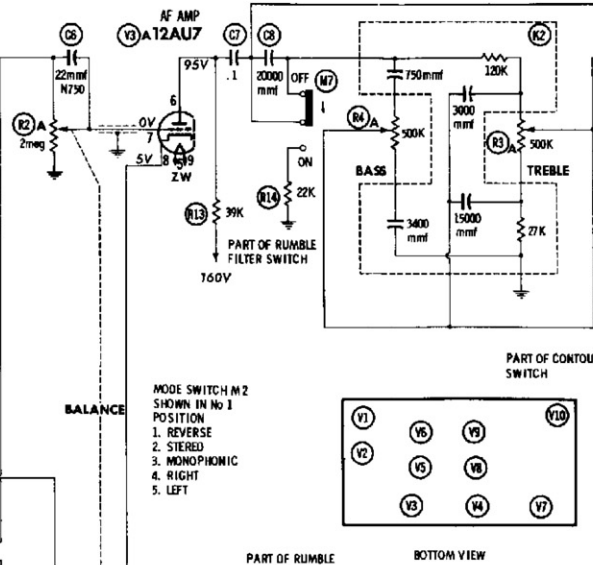 AF AMP
V3 A 12AU7
C6
22mmf
N750
R2 A
2meg
95V
6
0V
7
5V
8 9
5
ZW
C7
.1
C8
20000
mmf
OFF
M7
ON
R14
22K
R13
39K
160V
PART OF RUMBLE
FILTER SWITCH
K2
750mmf
120K
R4 A
500K
BASS
3000
mmf
R3 A
500K
TREBLE
3400
mmf
15000
mmf
27K
PART OF CONTOU
SWITCH
BALANCE
MODE SWITCH M2
SHOWN IN No 1
POSITION
1. REVERSE
2. STEREO
3. MONOPHONIC
4. RIGHT
5. LEFT
V1
V10
V6
V9
V2
V5
V8
V3
V4
V7
PART OF RUMBLE
BOTTOM VIEW